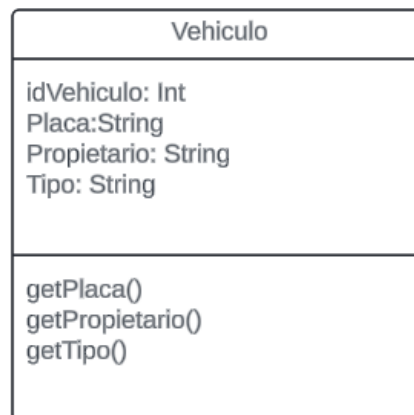 Vehiculo
idVehiculo: Int
Placa:String
Propietario: String
Tipo: String
getPlaca()
getPropietario()
getTipo()